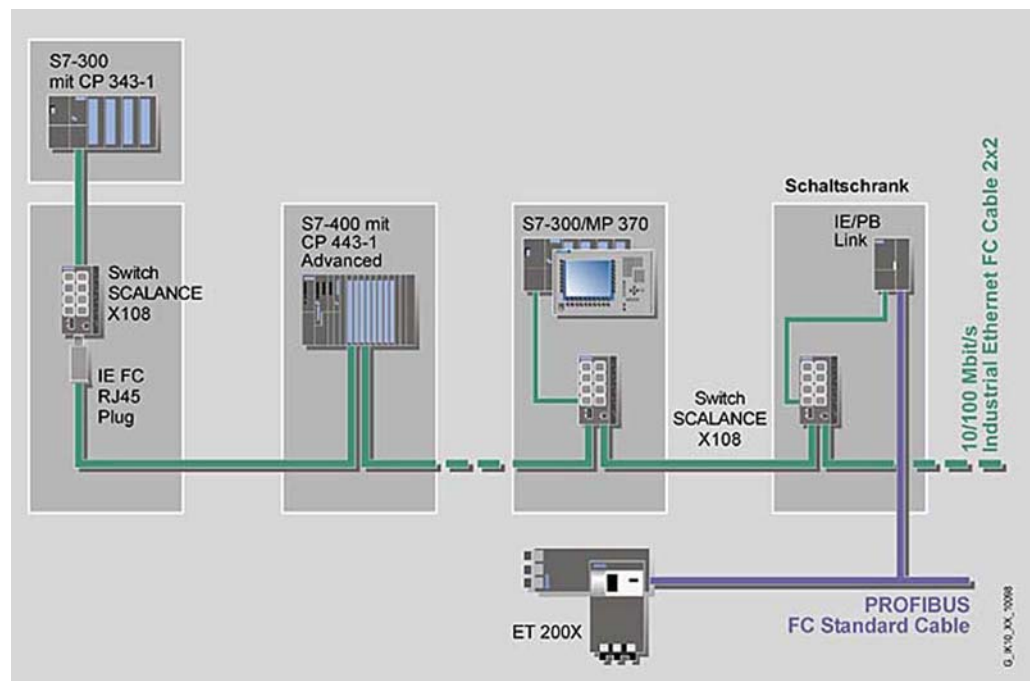 S7-300
mit CP 343-1
Switch
SCALANCE
X108
IE FC
RJ45
Plug
S7-400 mit
CP 443-1
Advanced
S7-300/MP 370
Switch
SCALANCE
X108
Schaltschrank
IE/PB
Link
10/100 Mbit/s
Industrial Ethernet FC Cable 2x2
ET 200X
PROFIBUS
FC Standard Cable
G_IK10_XX_10098